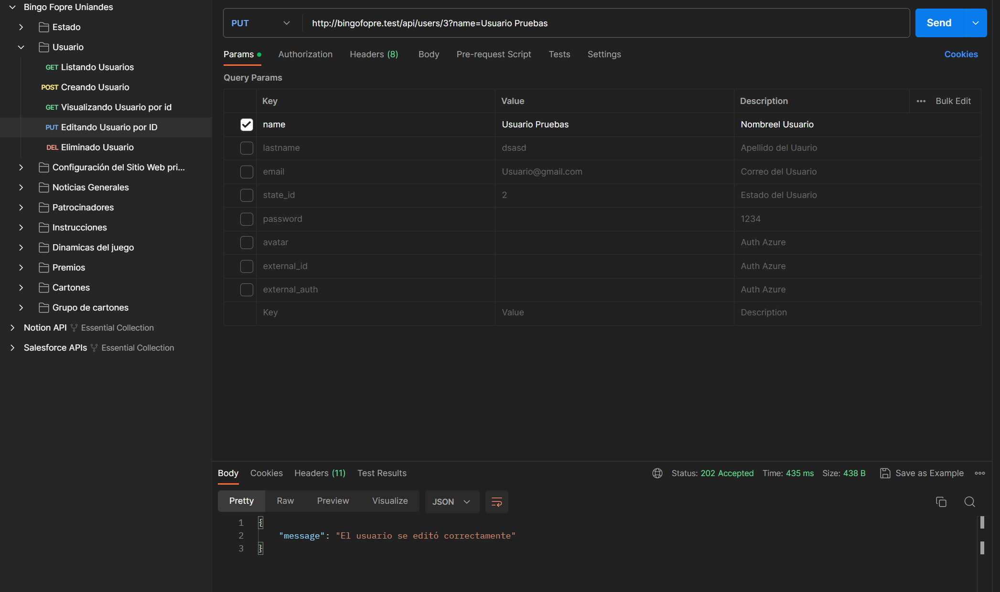 Bingo Fopre Uniandes
Estado
Usuario
GET Listando Usuarios
POST Creando Usuario
GET Visualizando Usuario por id
PUT Editando Usuario por ID
DEL Eliminado Usuario
Configuración del Sitio Web pri...
Noticias Generales
Patrocinadores
Instrucciones
Dinamicas del juego
Premios
Cartones
Grupo de cartones
Notion API Essential Collection
Salesforce APIs Essential Collection
PUT http://bingofopre.test/api/users/3?name=Usuario Pruebas Send
Params Authorization Headers (8) Body Pre-request Script Tests Settings Cookies
Query Params
Key Value Description ••• Bulk Edit
name Usuario Pruebas Nombreel Usuario
lastname dsasd Apellido del Uaurio
email Usuario@gmail.com Correo del Usuario
state_id 2 Estado del Usuario
password 1234
avatar Auth Azure
external_id Auth Azure
external_auth Auth Azure
Key Value Description
Body Cookies Headers (11) Test Results Status: 202 Accepted Time: 435 ms Size: 438 B Save as Example
Pretty Raw Preview Visualize JSON
1 {
2 "message": "El usuario se editó correctamente"
3 }